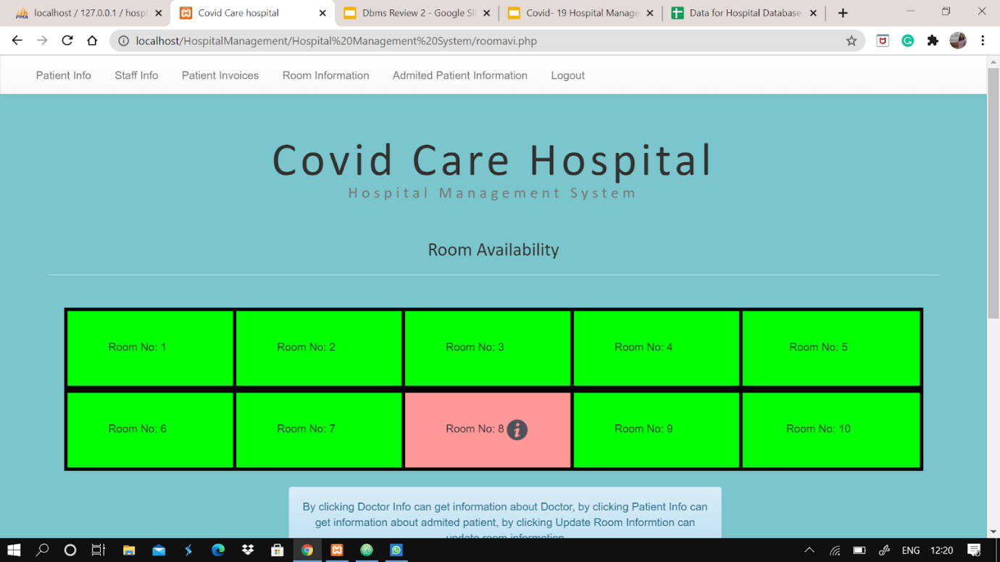 localhost / 127.0.0.1 / hospi
Covid Care hospital
Dbms Review 2 - Google Sli
Covid- 19 Hospital Manage
Data for Hospital Database
localhost/HospitalManagement/Hospital%20Management%20System/roomavi.php
Patient Info Staff Info Patient Invoices Room Information Admited Patient Information Logout
Covid Care Hospital
Hospital Management System
Room Availability
Room No: 1 Room No: 2 Room No: 3 Room No: 4 Room No: 5
Room No: 6 Room No: 7 Room No: 8 i Room No: 9 Room No: 10
By clicking Doctor Info can get information about Doctor, by clicking Patient Info can
get information about admited patient, by clicking Update Room Informtion can
update room information
ENG 12:20